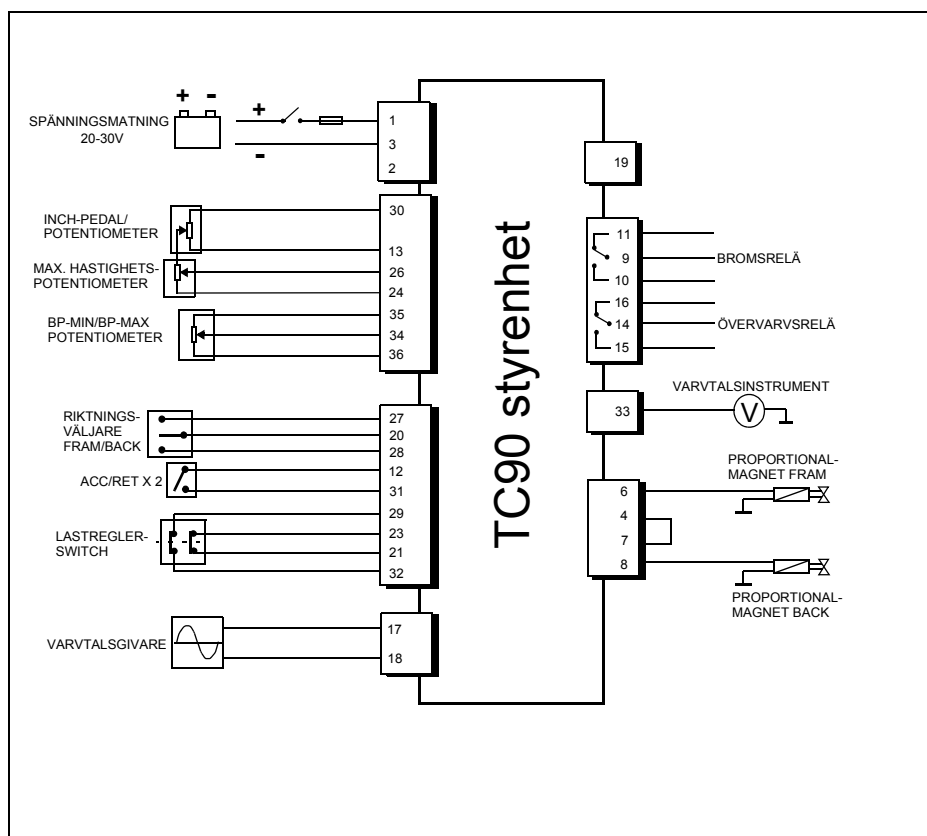 + -
SPÄNNINGSMATNING
20-30V
+
-
1
3
2
INCH-PEDAL/
POTENTIOMETER
MAX. HASTIGHETS-
POTENTIOMETER
BP-MIN/BP-MAX
POTENTIOMETER
30
13
26
24
35
34
36
RIKTNINGS-
VÄLJARE
FRAM/BACK
ACC/RET X 2
LASTREGLER-
SWITCH
27
20
28
12
31
29
23
21
32
VARVTALSGIVARE
17
18
TC90 styrenhet
19
11
9
10
16
14
15
BROMSRELÄ
ÖVERVARVSRELÄ
33
VARVTALSINSTRUMENT
V
6
4
7
8
PROPORTIONAL-
MAGNET FRAM
PROPORTIONAL-
MAGNET BACK